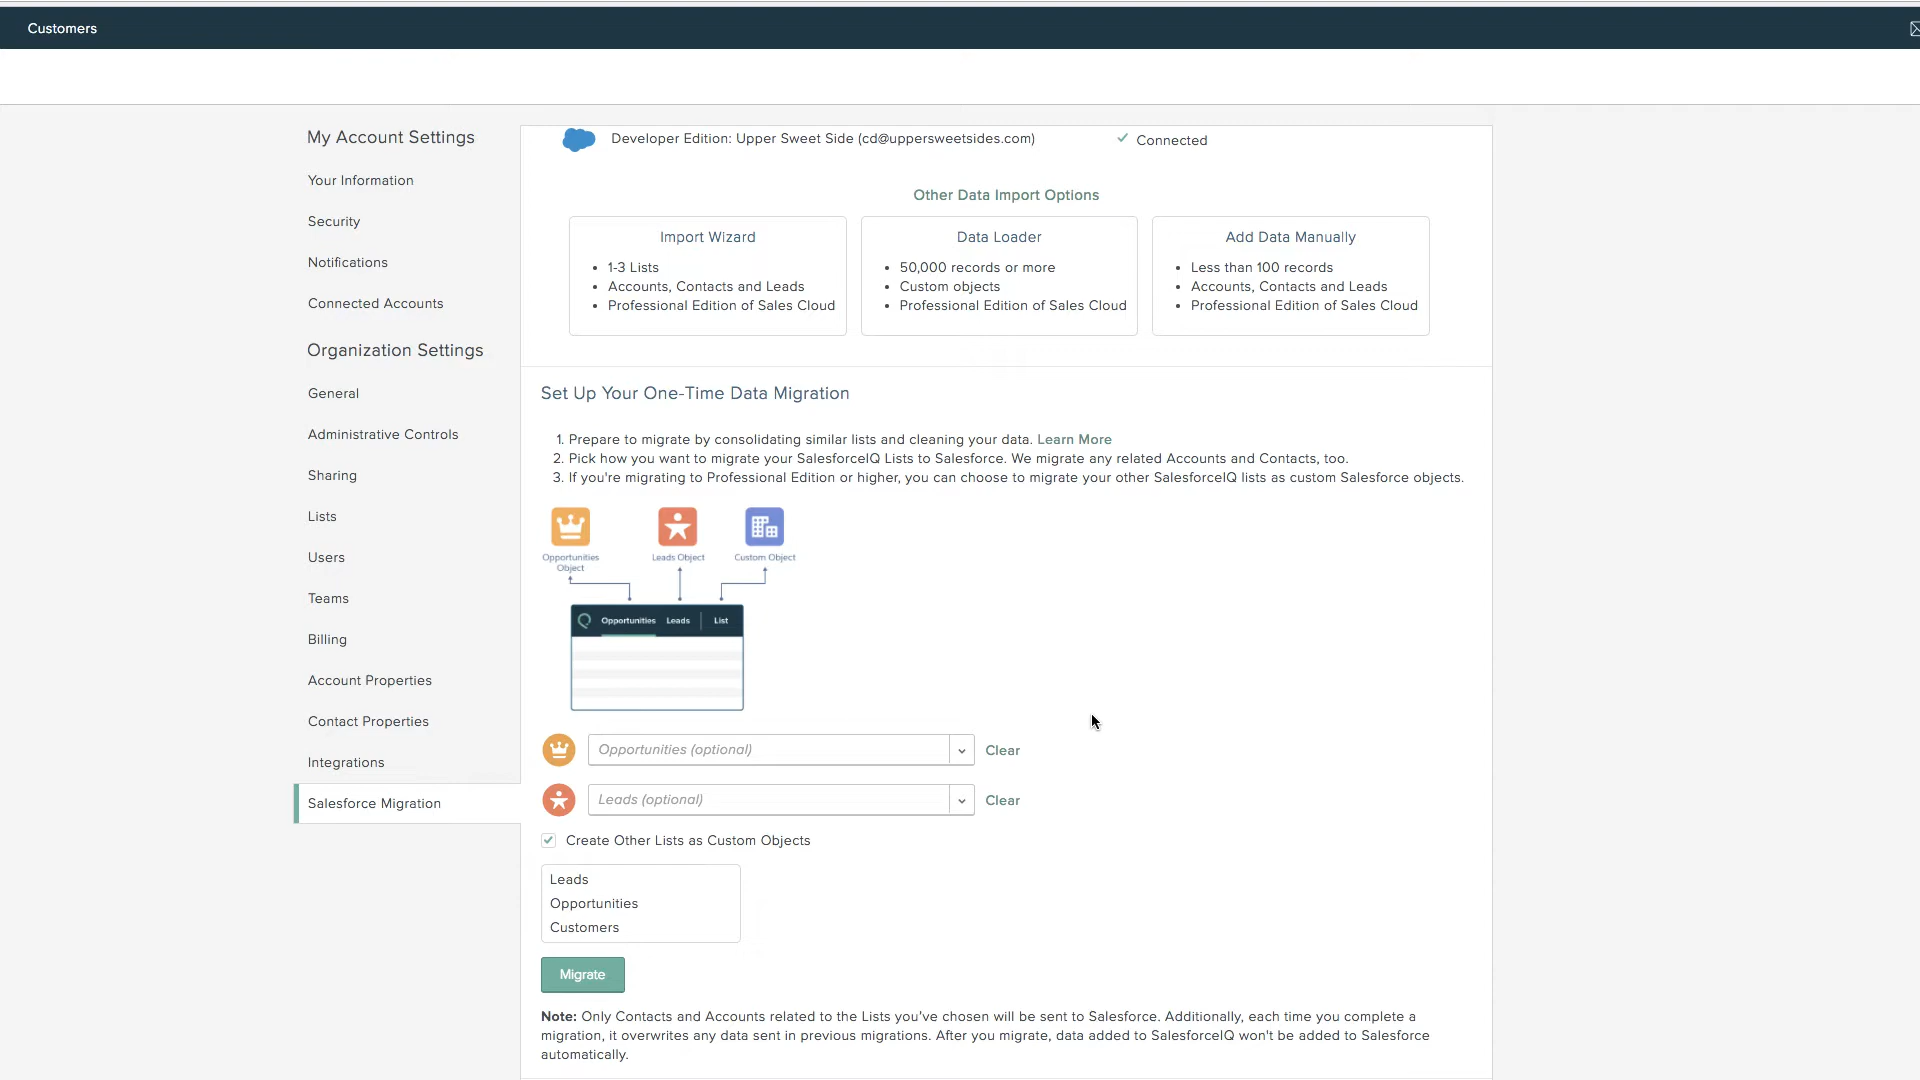 Customers
My Account Settings
Your Information
Security
Notifications
Connected Accounts
Organization Settings
General
Administrative Controls
Sharing
Lists
Users
Teams
Billing
Account Properties
Contact Properties
Integrations
Salesforce Migration
Developer Edition: Upper Sweet Side (cd@uppersweetsides.com)
Connected
Other Data Import Options
Import Wizard
• 1-3 Lists
• Accounts, Contacts and Leads
• Professional Edition of Sales Cloud
Data Loader
• 50,000 records or more
• Custom objects
• Professional Edition of Sales Cloud
Add Data Manually
• Less than 100 records
• Accounts, Contacts and Leads
• Professional Edition of Sales Cloud
Set Up Your One-Time Data Migration
1. Prepare to migrate by consolidating similar lists and cleaning your data. Learn More
2. Pick how you want to migrate your SalesforceIQ Lists to Salesforce. We migrate any related Accounts and Contacts, too.
3. If you're migrating to Professional Edition or higher, you can choose to migrate your other SalesforceIQ lists as custom Salesforce objects.
Opportunities
Object
Leads Object
Custom Object
Opportunities Leads List
Opportunities (optional)
Clear
Leads (optional)
Clear
Create Other Lists as Custom Objects
Leads
Opportunities
Customers
Migrate
Note: Only Contacts and Accounts related to the Lists you've chosen will be sent to Salesforce. Additionally, each time you complete a
migration, it overwrites any data sent in previous migrations. After you migrate, data added to SalesforceIQ won't be added to Salesforce
automatically.